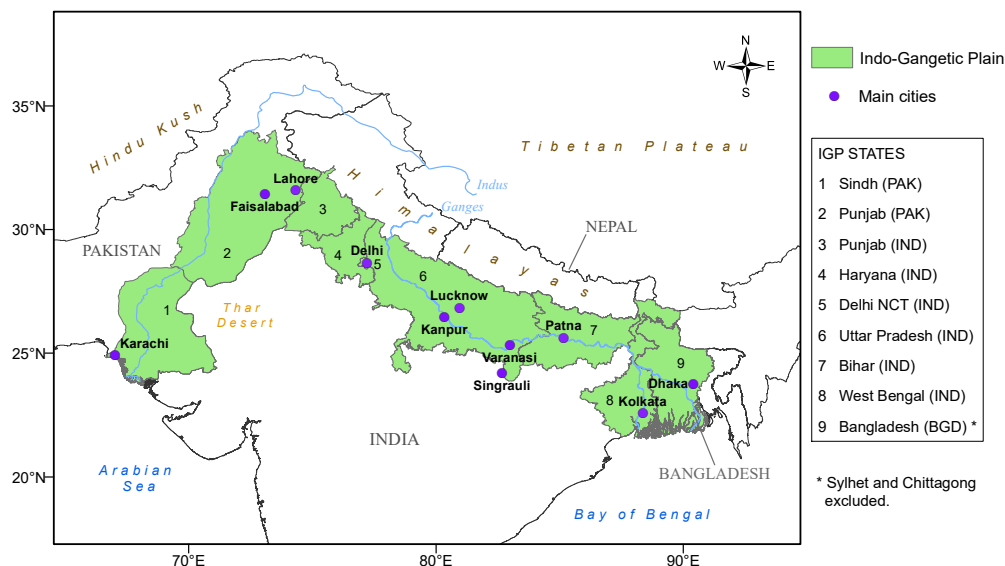 N
W E
S
Indo-Gangetic Plain
Main cities
35°N
30°N
25°N
20°N
70°E
80°E
90°E
Hindu Kush
Tibetan Plateau
Himalayas
Indus
Ganges
NEPAL
PAKISTAN
INDIA
BANGLADESH
Thar
Desert
Arabian
Sea
Bay of Bengal
Lahore
Faisalabad
Delhi
Lucknow
Kanpur
Patna
Varanasi
Singrauli
Karachi
Dhaka
Kolkata
1
2
3
4
5
6
7
8
9
IGP STATES
1 Sindh (PAK)
2 Punjab (PAK)
3 Punjab (IND)
4 Haryana (IND)
5 Delhi NCT (IND)
6 Uttar Pradesh (IND)
7 Bihar (IND)
8 West Bengal (IND)
9 Bangladesh (BGD) *
* Sylhet and Chittagong
excluded.